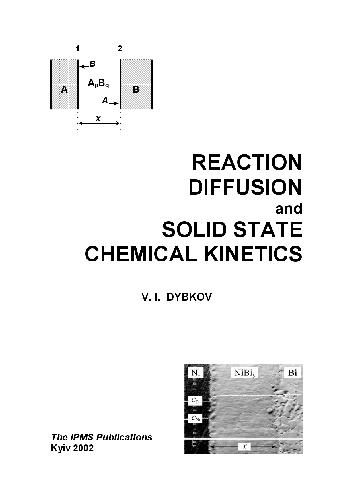 1 2
B
A ApBq B
A
x
REACTION
DIFFUSION
and
SOLID STATE
CHEMICAL KINETICS
V. I. DYBKOV
Ni NiBi3 Bi
x
The IPMS Publications
Kyiv 2002